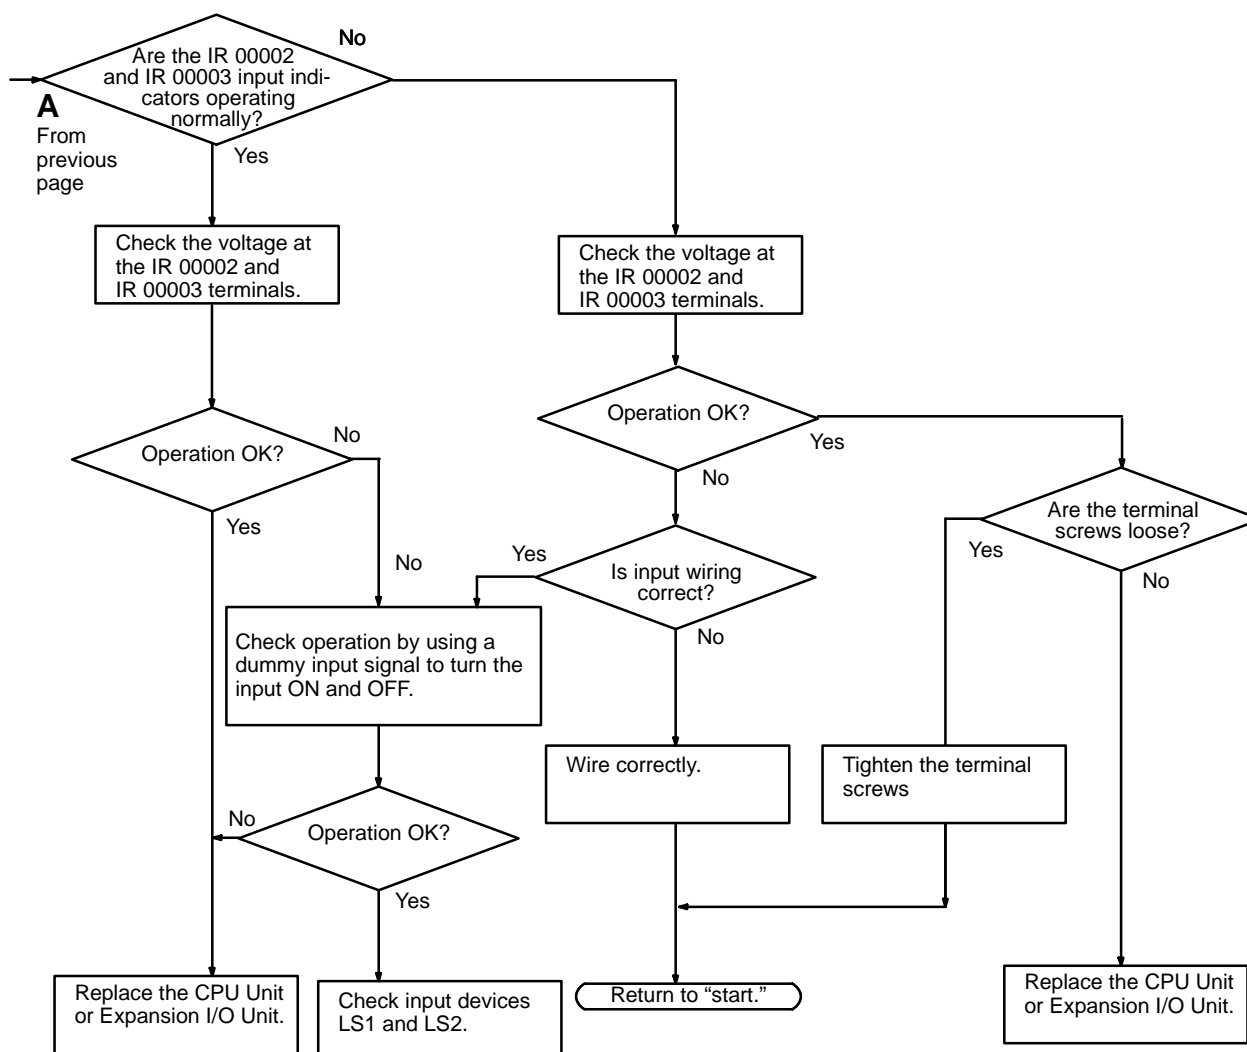 No
Are the IR 00002
and IR 00003 input indi-
cators operating
normally?
A
From
previous
page
Yes
Check the voltage at
the IR 00002 and
IR 00003 terminals.
Check the voltage at
the IR 00002 and
IR 00003 terminals.
Operation OK?
Yes
No
Operation OK?
No
Yes
Are the terminal
screws loose?
Yes
No
No
Yes
Is input wiring
correct?
No
Check operation by using a
dummy input signal to turn the
input ON and OFF.
Wire correctly.
Tighten the terminal
screws
No
Operation OK?
Yes
Replace the CPU Unit
or Expansion I/O Unit.
Check input devices
LS1 and LS2.
Return to “start.”
Replace the CPU Unit
or Expansion I/O Unit.